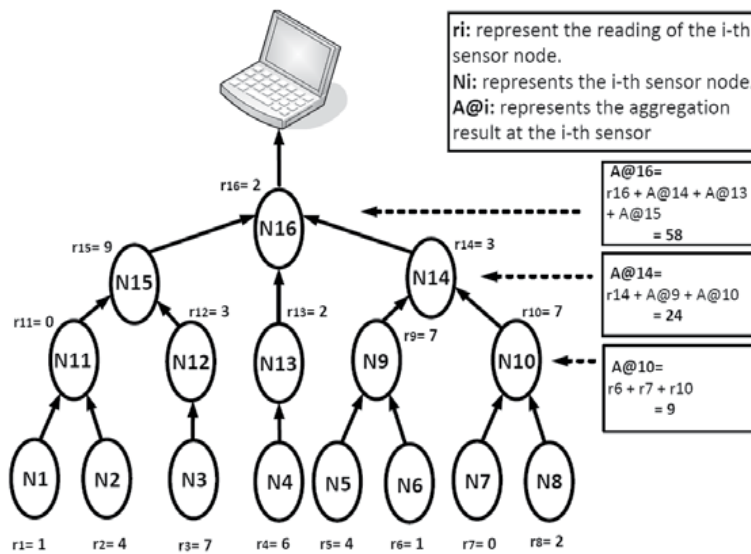 ri: represent the reading of the i-th
sensor node.
Ni: represents the i-th sensor node.
A@i: represents the aggregation
result at the i-th sensor
A@16=
r16 + A@14 + A@13
+ A@15
= 58
r16= 2
N16
r15= 9
r14= 3
N15
N14
A@14=
r14 + A@9 + A@10
= 24
r11= 0
r12= 3
r13= 2
r9= 7
r10= 7
N11
N12
N13
N9
N10
A@10=
r6 + r7 + r10
= 9
N1
N2
N3
N4
N5
N6
N7
N8
r1= 1
r2= 4
r3= 7
r4= 6
r5= 4
r6= 1
r7= 0
r8= 2